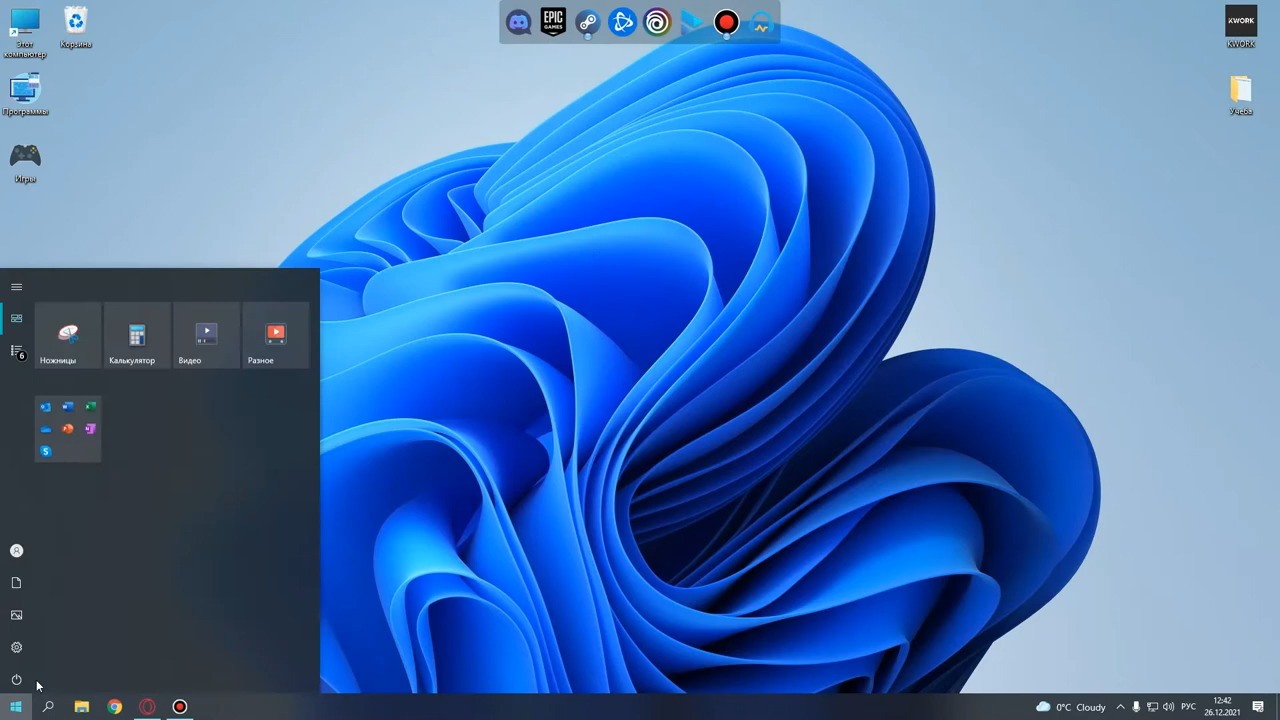 Этот
компьютер
Корзина
Программы
Игры
EPIC
GAMES
KWORK
KWORK
Учеба
Ножницы
Калькулятор
Видео
Разное
6
S
0°C Cloudy
РУС
12:42
26.12.2021